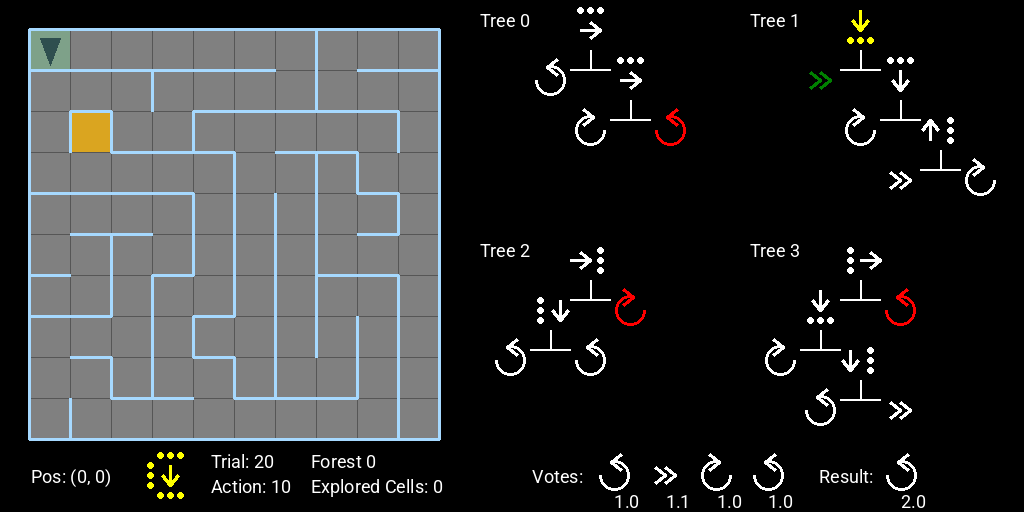 Tree 0
Tree 1
Tree 2
Tree 3
Pos: (0, 0)
Trial: 20
Forest 0
Action: 10
Explored Cells: 0
Votes:
1.0
1.1
1.0
1.0
Result:
2.0